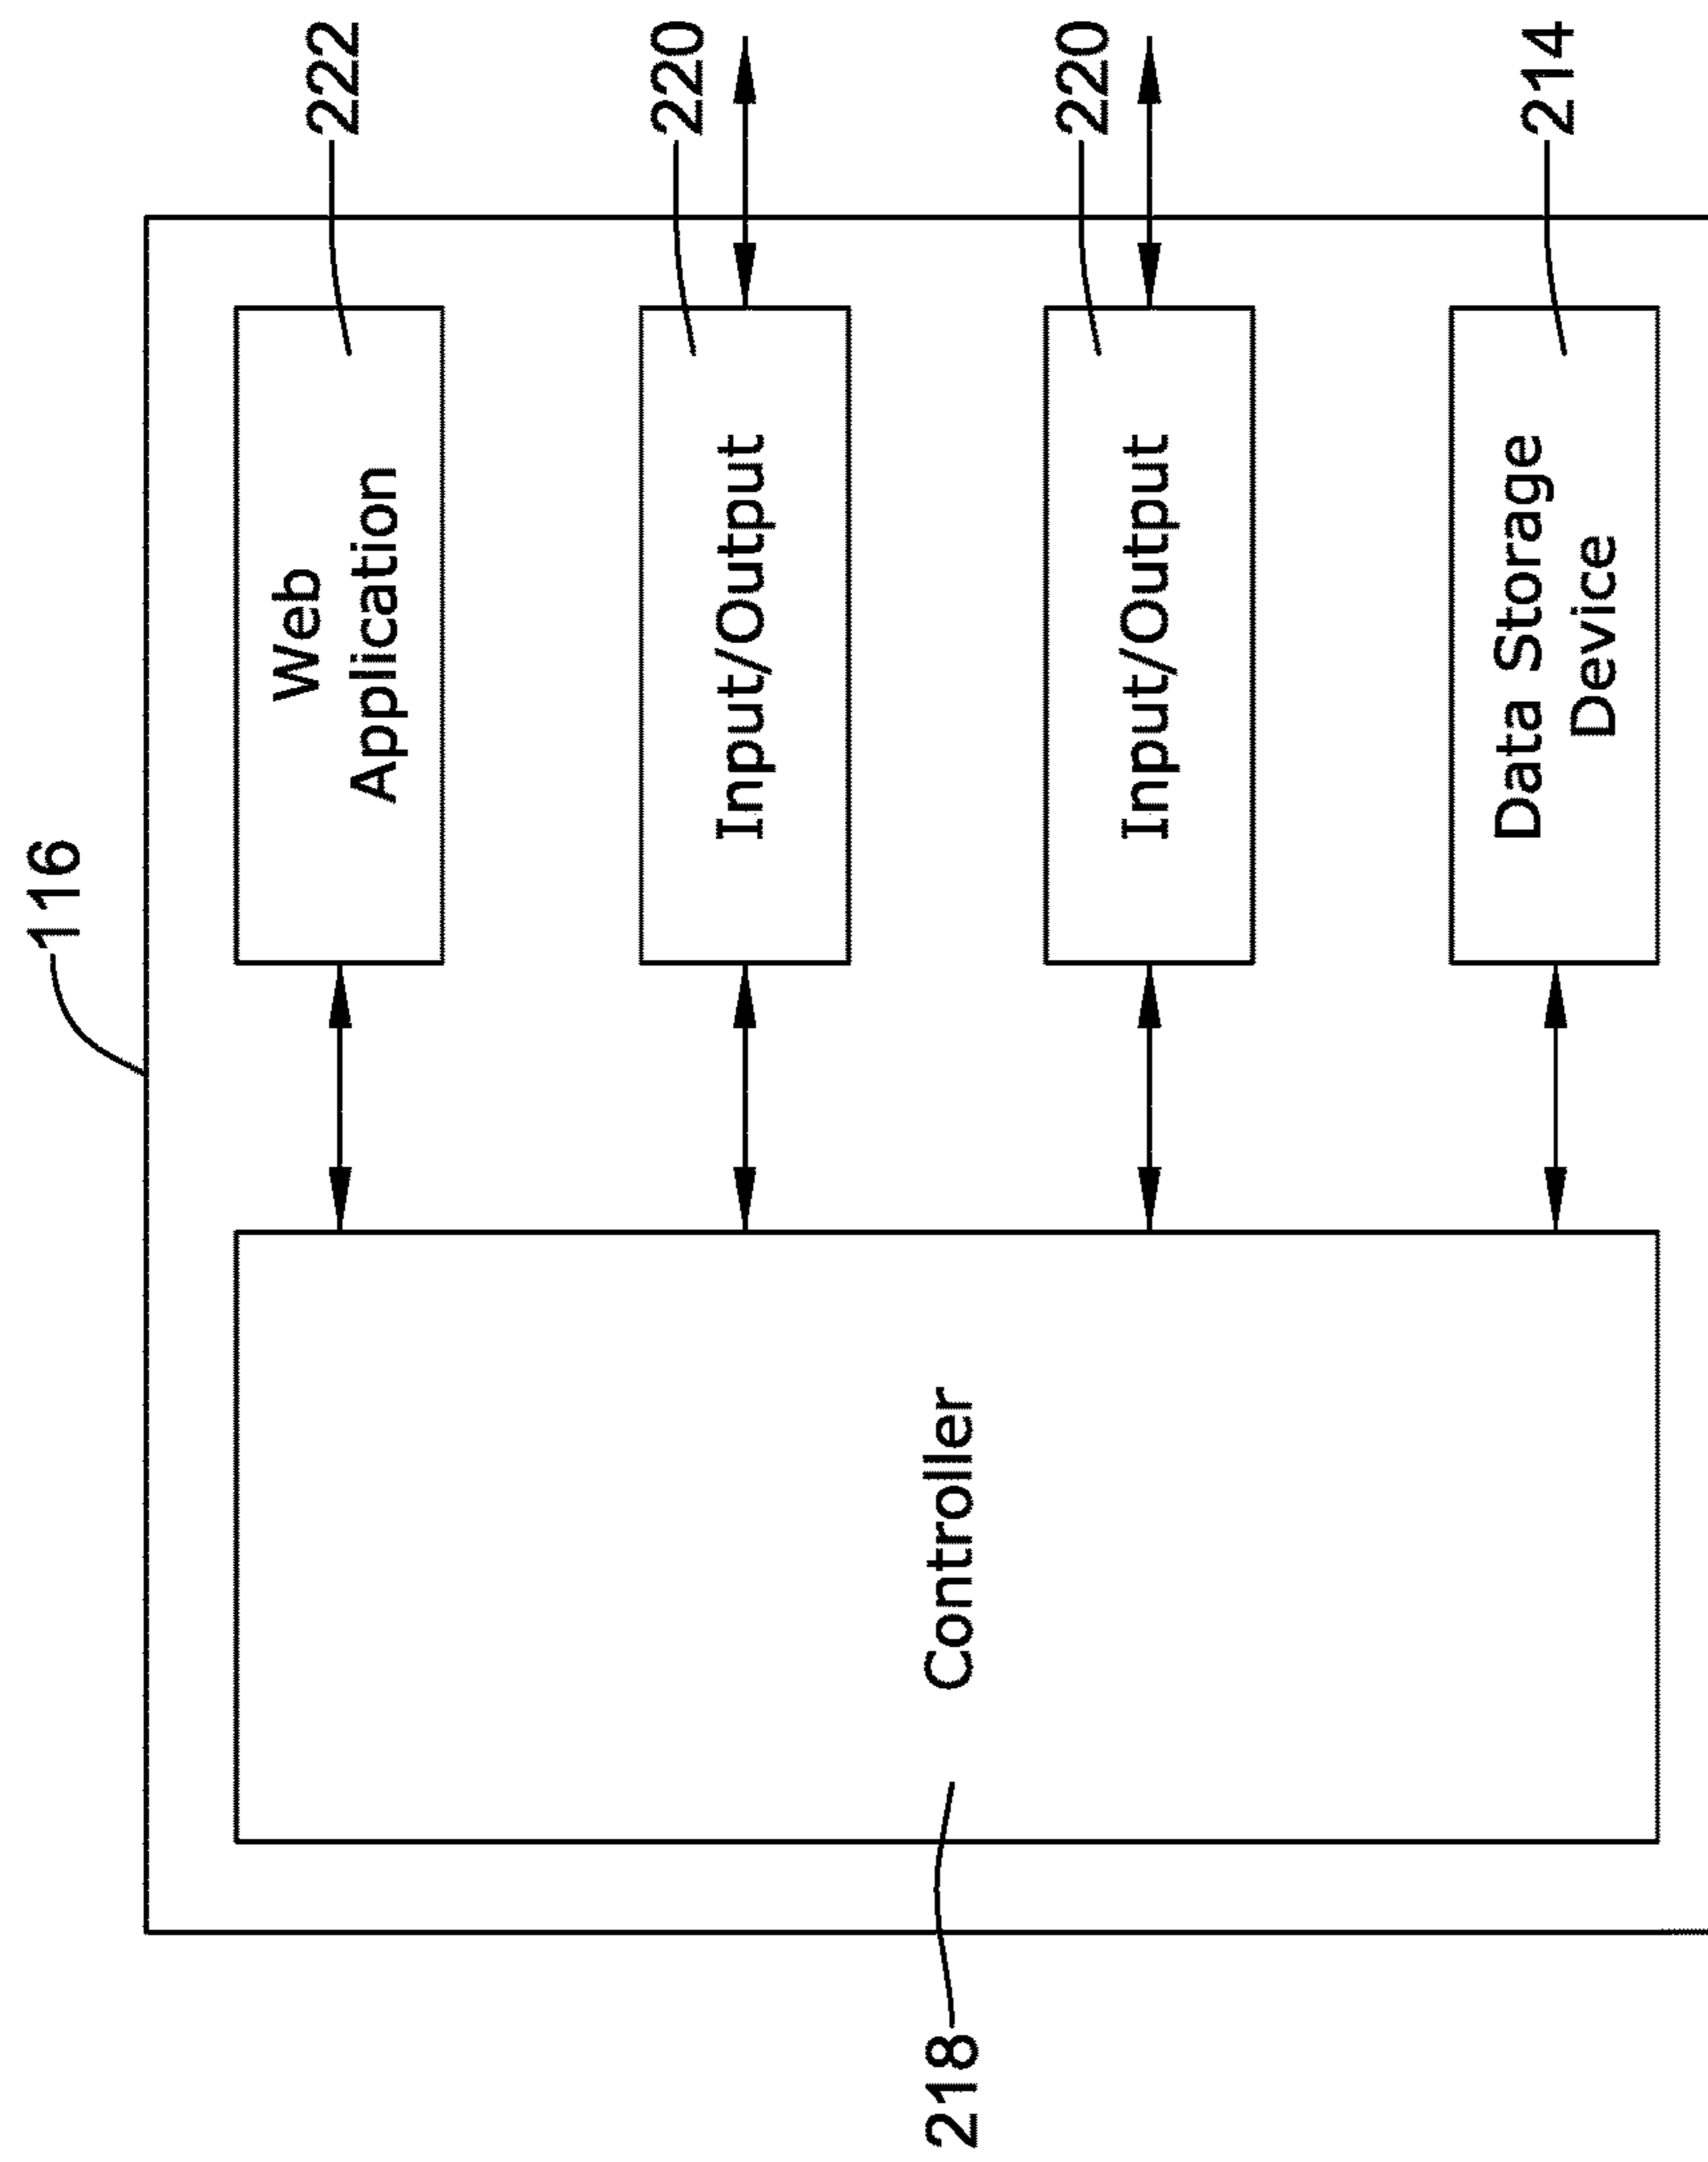 116
Web
Application
222
Input/Output
220
Input/Output
220
Data Storage
Device
214
Controller
218